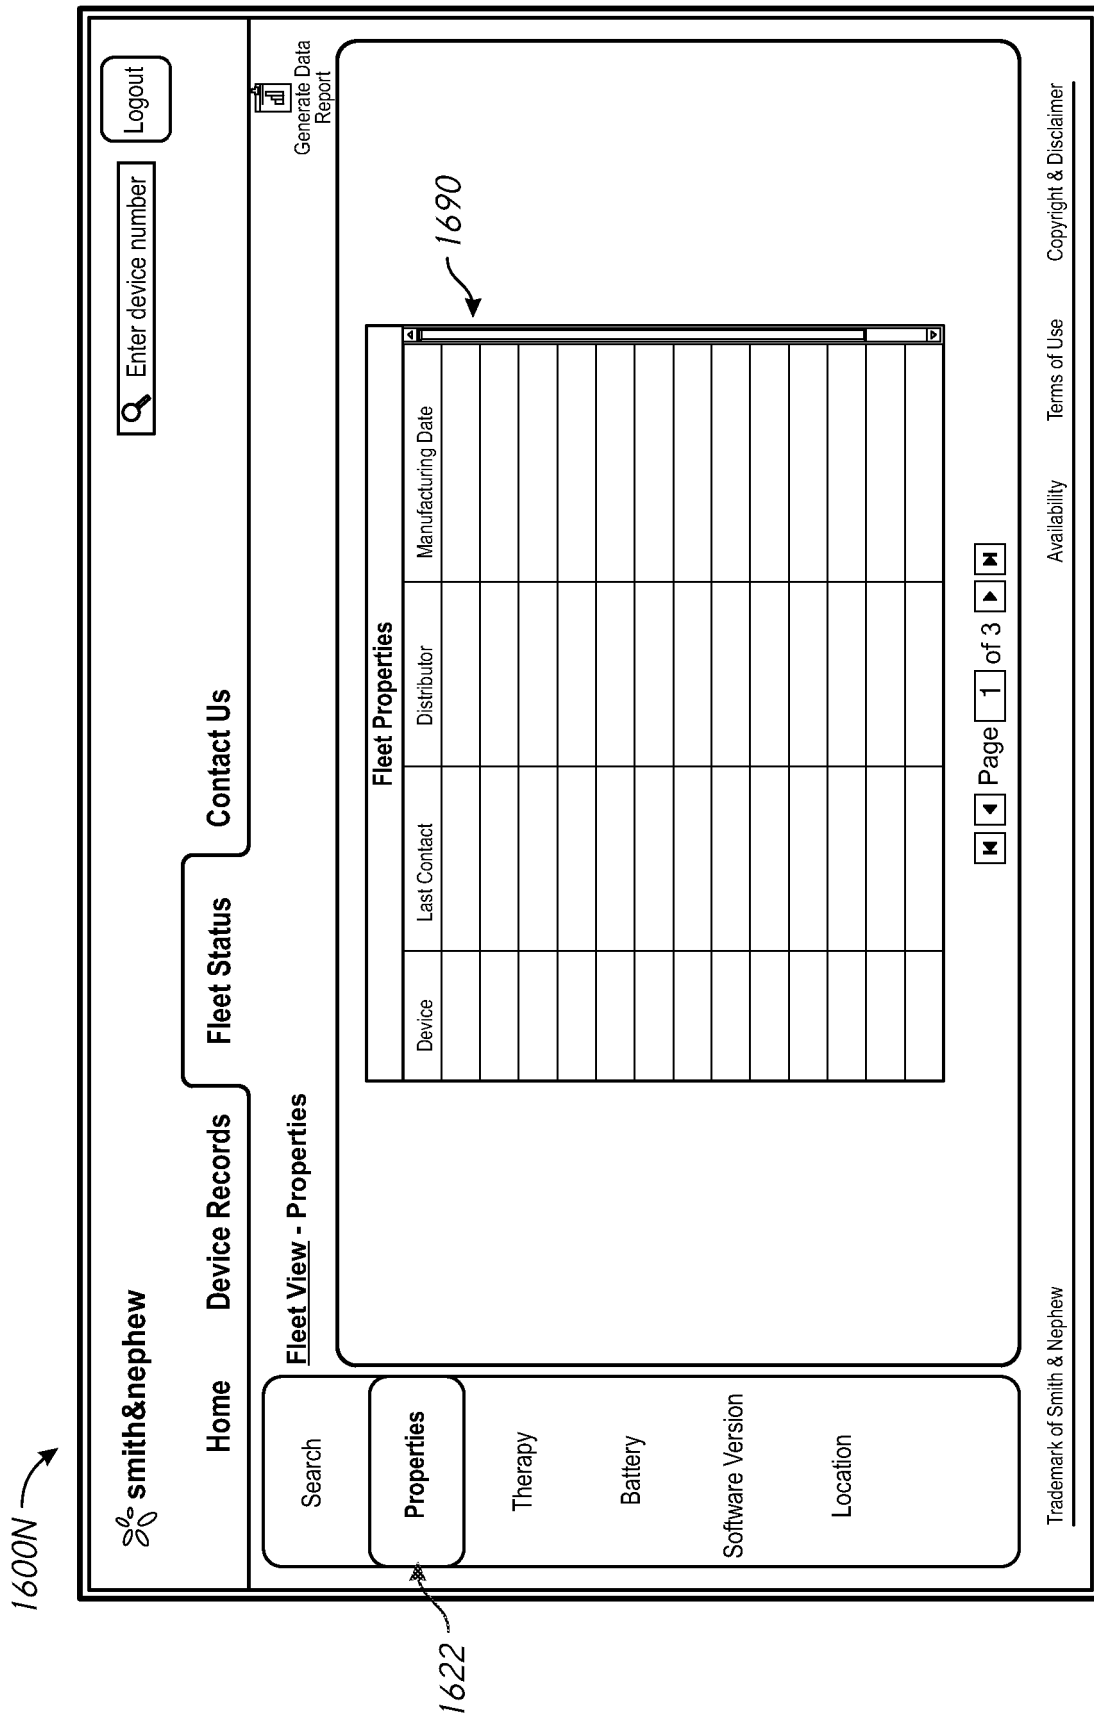 1600N
smith&nephew
Enter device number
Logout
Home Device Records Fleet Status Contact Us
Fleet View - Properties
Generate Data
Report
Search
Properties
Therapy
Battery
Software Version
Location
1622
1690
Fleet Properties
Device Last Contact Distributor Manufacturing Date
Page 1 of 3
Trademark of Smith & Nephew Availability Terms of Use Copyright & Disclaimer